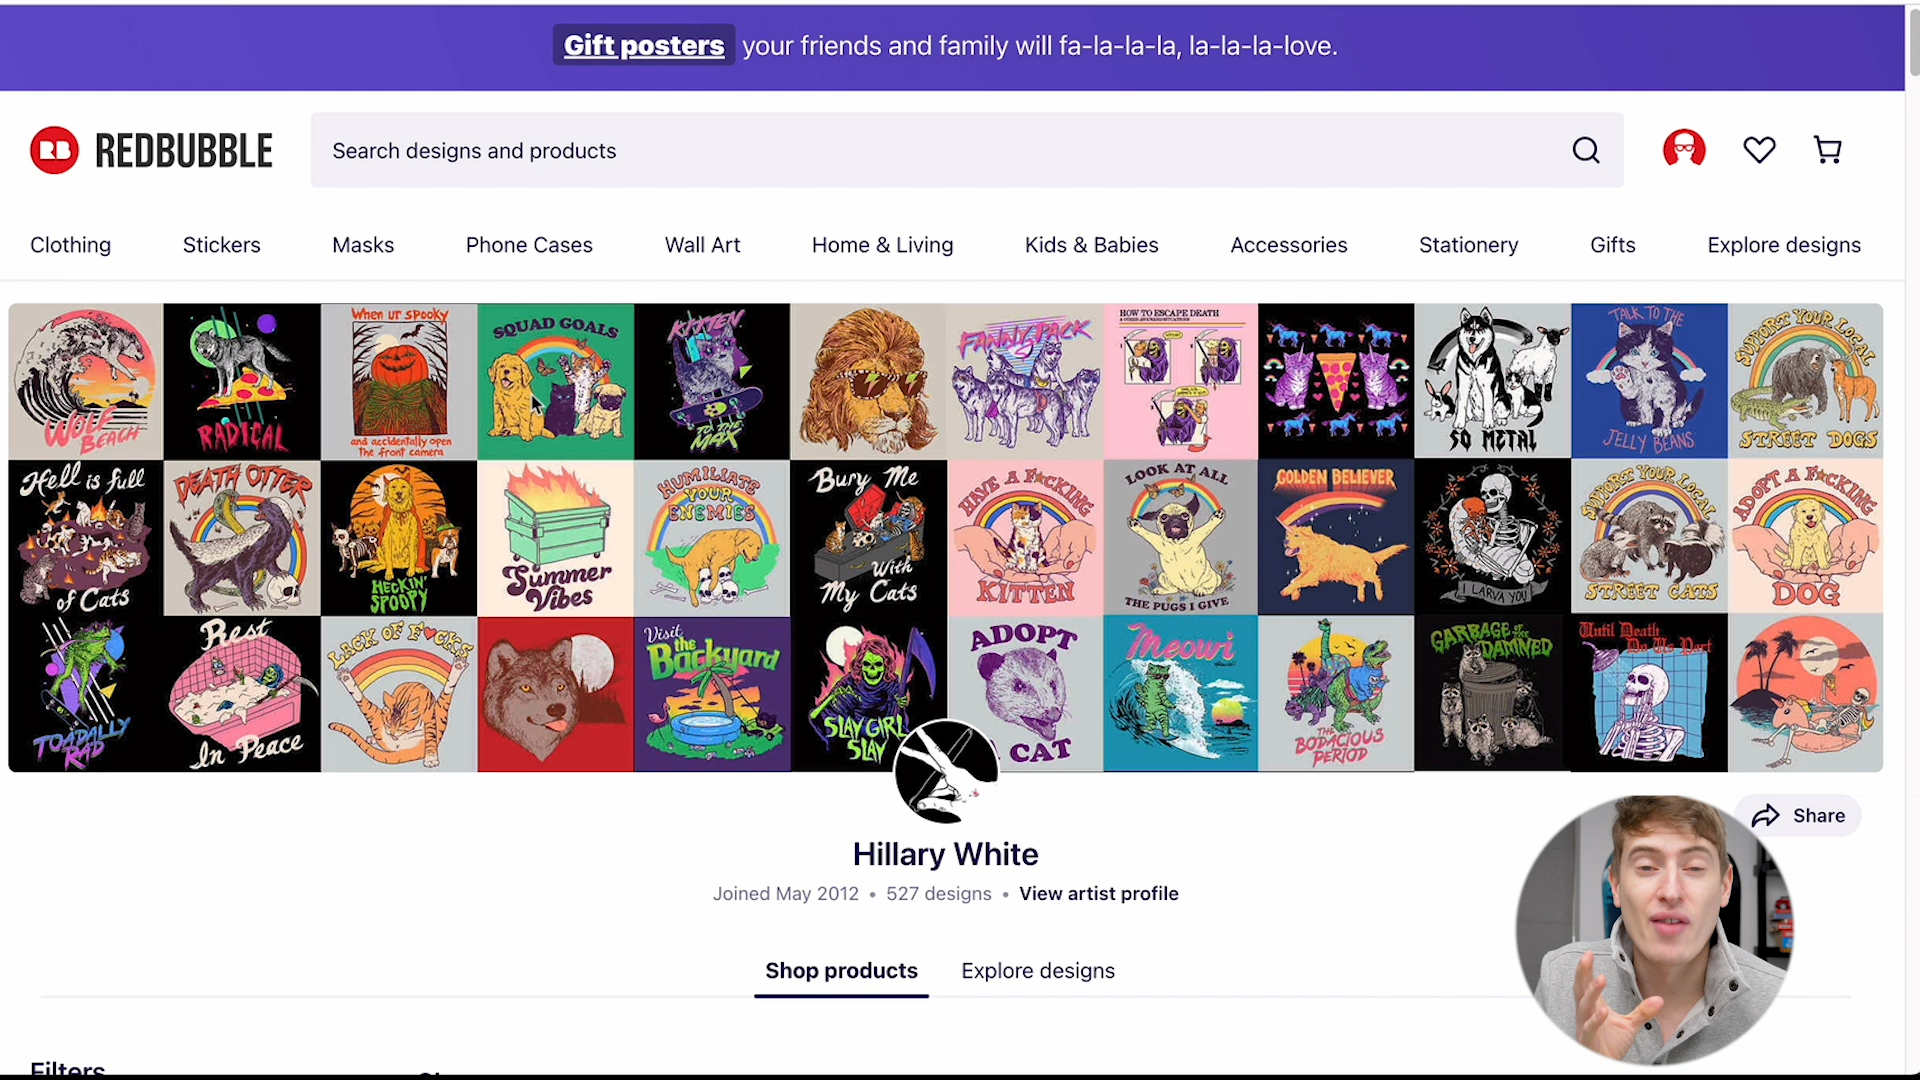 Gift posters your friends and family will fa-la-la-la, la-la-la-love.
RB REDBUBBLE
Search designs and products
Clothing Stickers Masks Phone Cases Wall Art Home & Living Kids & Babies Accessories Stationery Gifts Explore designs
WOLF
BEACH
RADICAL
When ur spooky
and accidentally open
the front camera
SQUAD GOALS
KITTEN
TO THE
MAX
FANNY PACK
HOW TO ESCAPE DEATH
SO METAL
TALK TO THE
JELLY BEANS
SUPPORT YOUR LOCAL
STREET DOGS
Hell is full
of Cats
DEATH OTTER
HECKIN'
SPOOPY
Summer
Vibes
HUMILIATE
YOUR
ENEMIES
Bury Me
With
My Cats
HAVE A F*CKING
KITTEN
LOOK AT ALL
THE PUGS I GIVE
GOLDEN BELIEVER
I LARVA YOU
SUPPORT YOUR LOCAL
STREET CATS
ADOPT A F*CKING
DOG
TOADALLY
RAD
Rest
In Peace
LACK OF F♥CKS
Visit
the
Backyard
SLAY GIRL
SLAY
ADOPT
CAT
Meowi
THE
BODACIOUS
PERIOD
GARBAGE of the
DAMNED
Until Death
Do Us Part
Share
Hillary White
Joined May 2012 • 527 designs • View artist profile
Shop products Explore designs
Filters